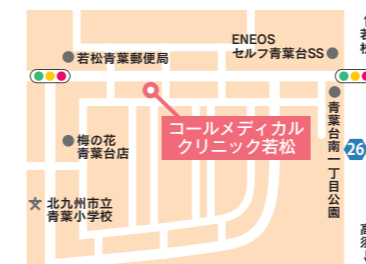 若松青葉郵便局
ENEOS
セルフ青葉台SS
コールメディカル
クリニック若松
梅の花
青葉台店
青葉台南一丁目公園
26
文 北九州市立
青葉小学校